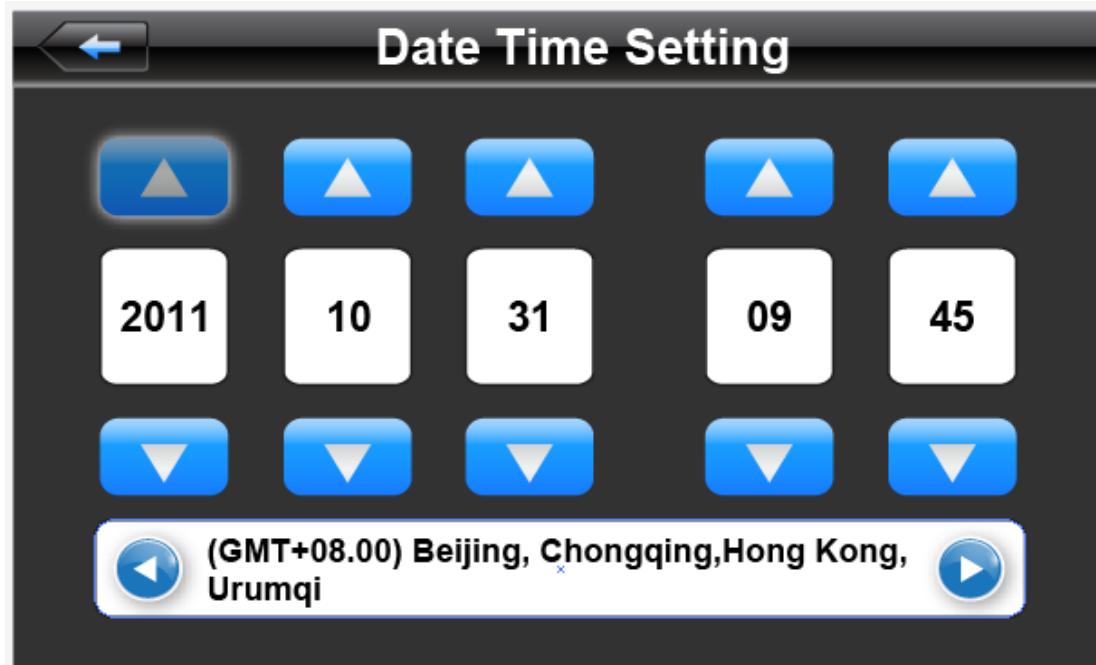 Date Time Setting
2011 10 31 09 45
(GMT+08.00) Beijing, Chongqing,Hong Kong,
Urumqi